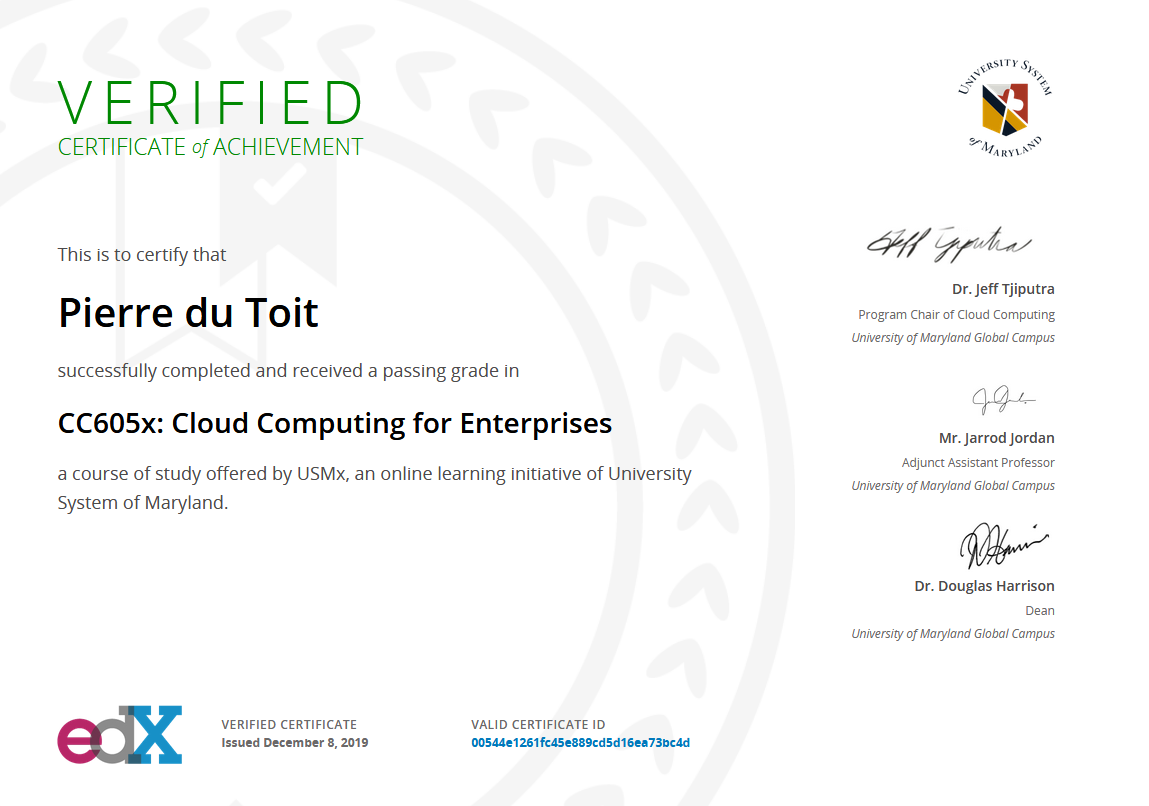 VERIFIED
CERTIFICATE of ACHIEVEMENT
UNIVERSITY SYSTEM
of MARYLAND
This is to certify that
Pierre du Toit
successfully completed and received a passing grade in
CC605x: Cloud Computing for Enterprises
a course of study offered by USMx, an online learning initiative of University
System of Maryland.
Jeff Tjiputra
Dr. Jeff Tjiputra
Program Chair of Cloud Computing
University of Maryland Global Campus
Mr. Jarrod Jordan
Adjunct Assistant Professor
University of Maryland Global Campus
Dr. Douglas Harrison
Dean
University of Maryland Global Campus
edX
VERIFIED CERTIFICATE
Issued December 8, 2019
VALID CERTIFICATE ID
00544e1261fc45e889cd5d16ea73bc4d